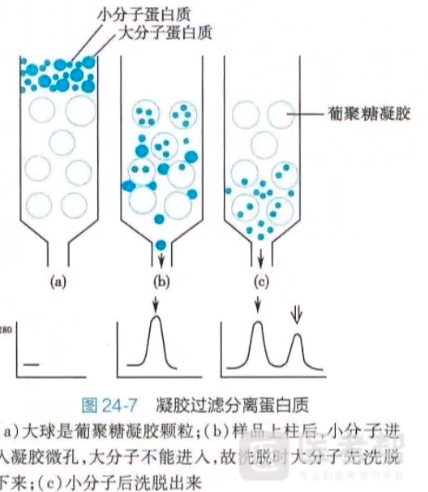 小分子蛋白质
大分子蛋白质
葡聚糖凝胶
(a)
(b)
(c)
280
图 24-7 凝胶过滤分离蛋白质
a)大球是葡聚糖凝胶颗粒;(b)样品上柱后,小分子进
入凝胶微孔,大分子不能进入,故洗脱时大分子先洗脱
下来;(c)小分子后洗脱出来